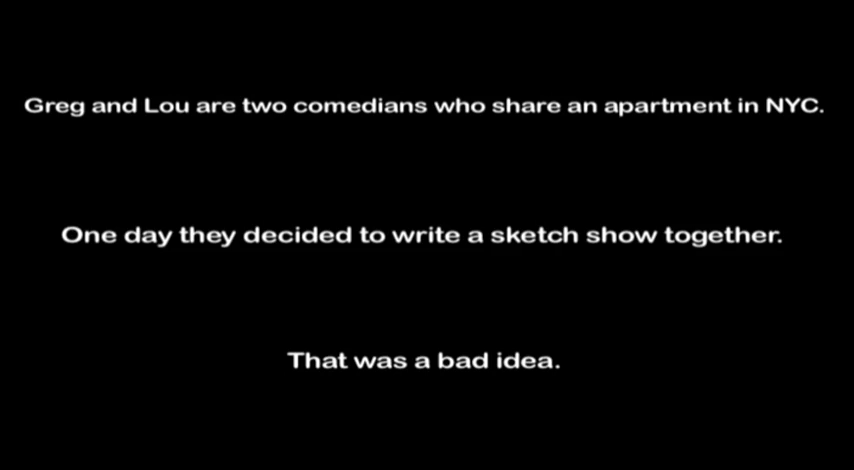 Greg and Lou are two comedians who share an apartment in NYC.
One day they decided to write a sketch show together.
That was a bad idea.